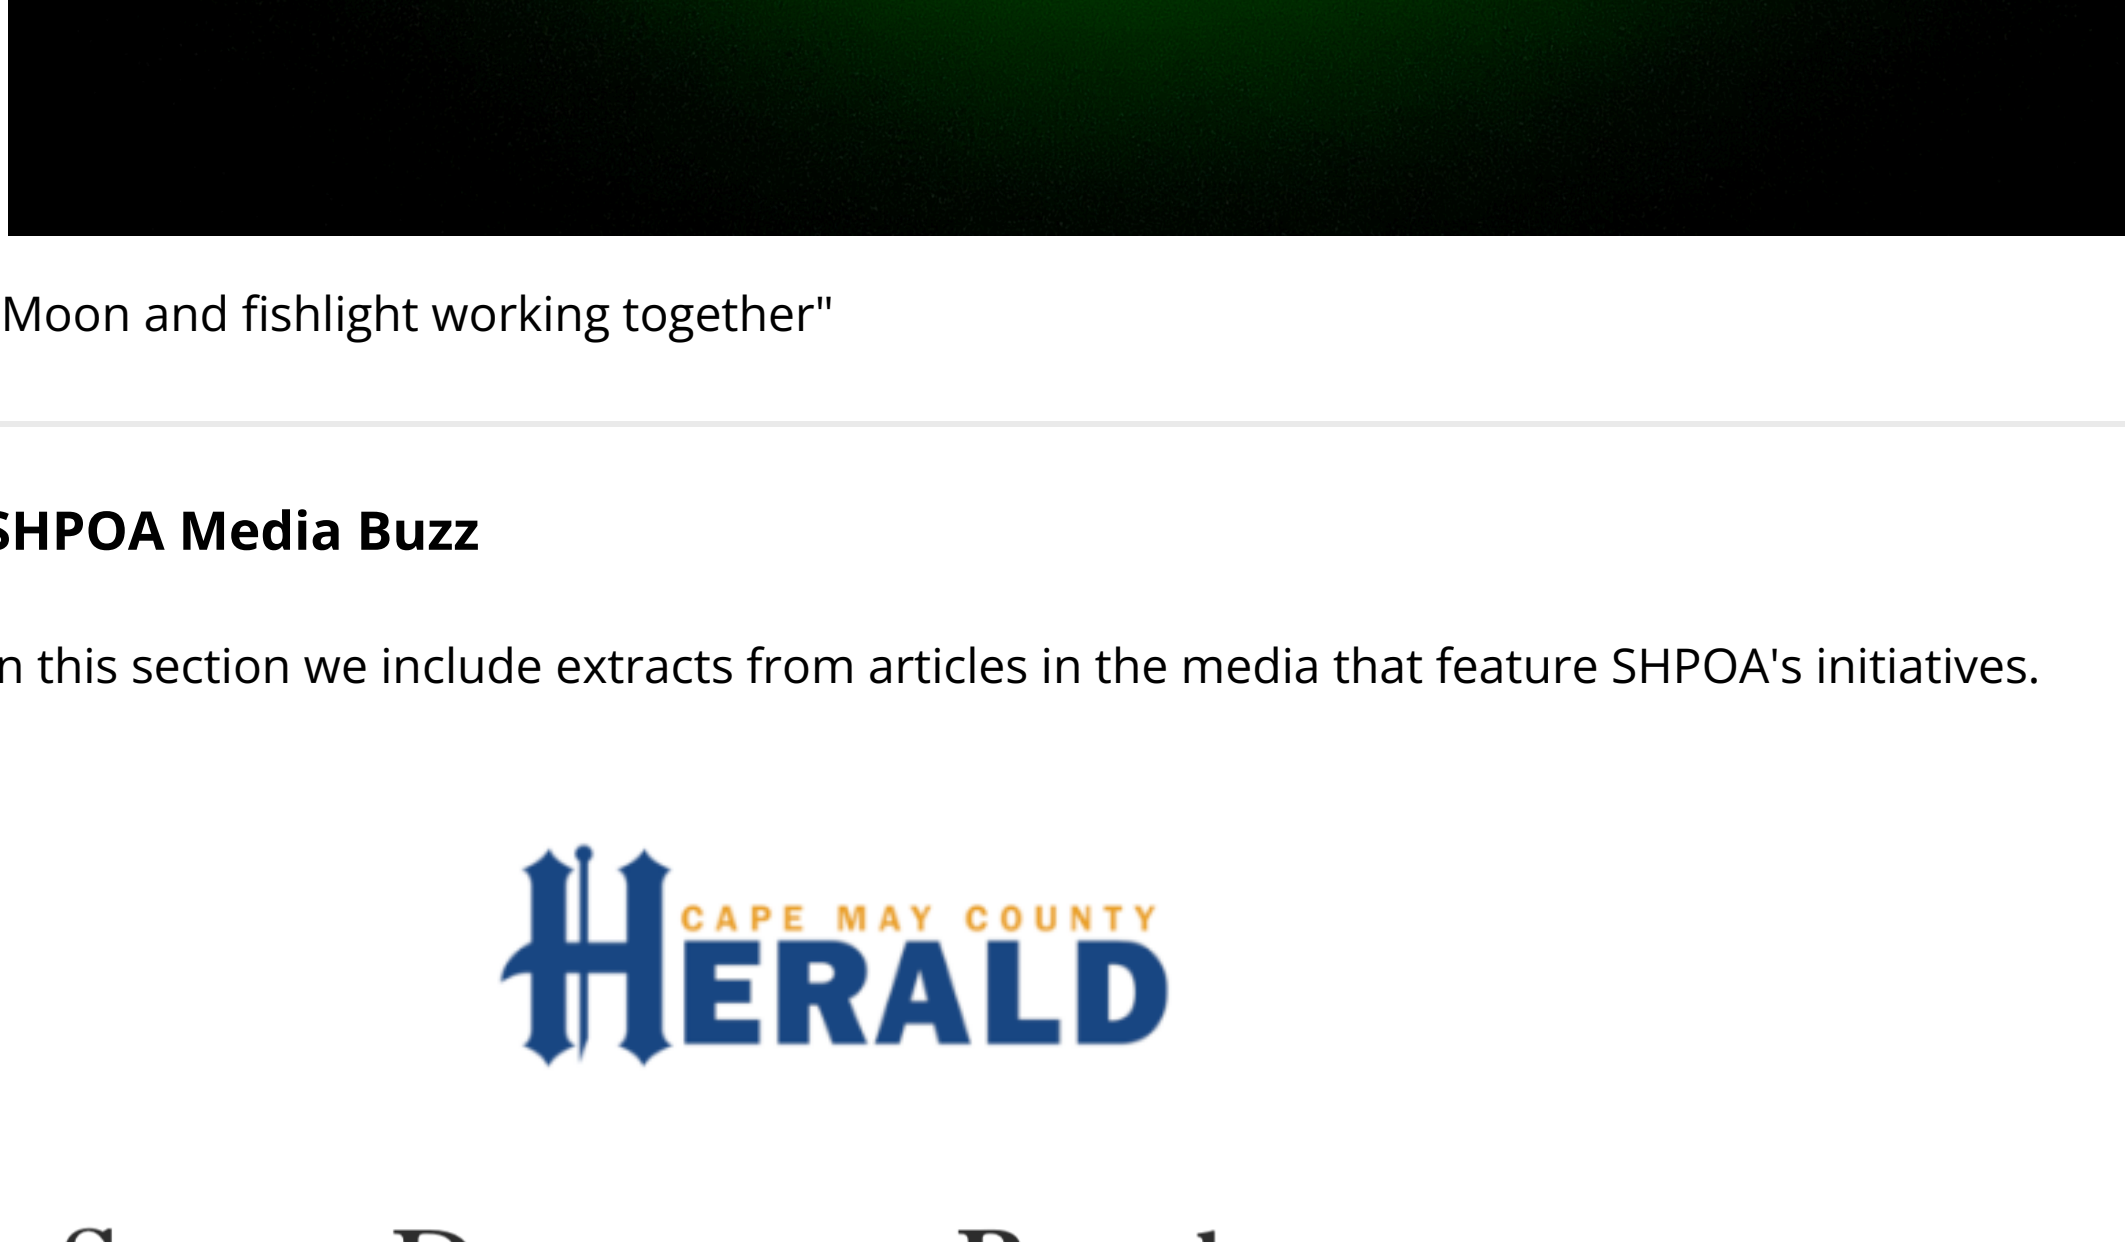 Moon and fishlight working together"
SHPOA Media Buzz
n this section we include extracts from articles in the media that feature SHPOA's initiatives.
CAPE MAY COUNTY
HERALD